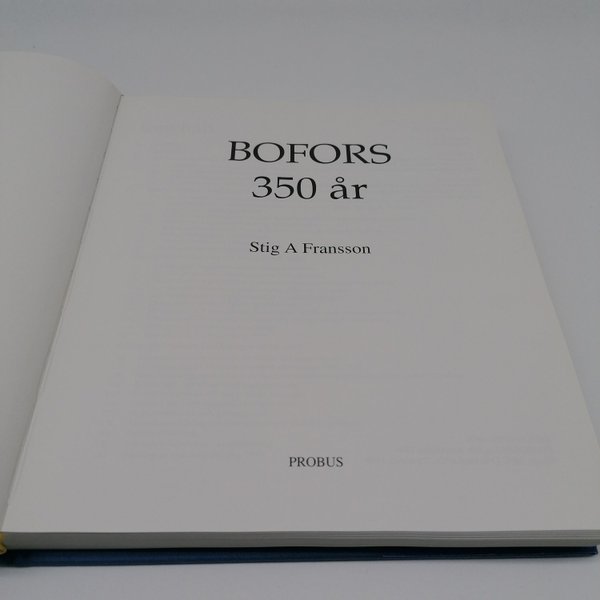 BOFORS
350 år
Stig A Fransson
PROBUS